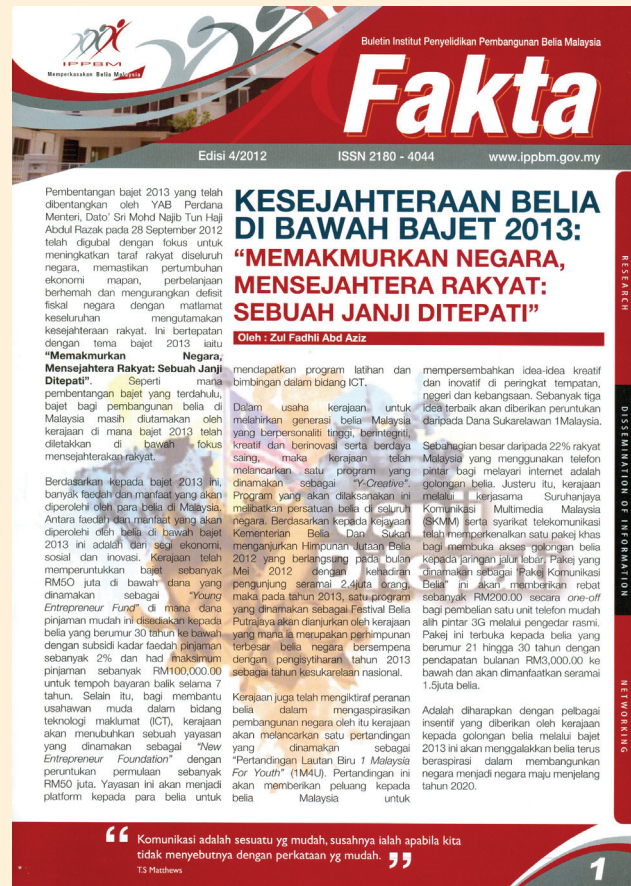 IPPBM
Memperkasakan Belia Malaysia
Buletin Institut Penyelidikan Pembangunan Belia Malaysia
Fakta
Edisi 4/2012
ISSN 2180 - 4044
www.ippbm.gov.my
KESEJAHTERAAN BELIA
DI BAWAH BAJET 2013:
“MEMAKMURKAN NEGARA,
MENSEJAHTERA RAKYAT:
SEBUAH JANJI DITEPATI”
Oleh : Zul Fadhli Abd Aziz
Pembentangan bajet 2013 yang telah
dibentangkan oleh YAB Perdana
Menteri, Dato’ Sri Mohd Najib Tun Haji
Abdul Razak pada 28 September 2012
telah digubal dengan fokus untuk
meningkatkan taraf rakyat diseluruh
negara, memastikan pertumbuhan
ekonomi mapan, perbelanjaan
berhemah dan mengurangkan defisit
fiskal negara dengan matlamat
keseluruhan mengutamakan
kesejahteraan rakyat. Ini bertepatan
dengan tema bajet 2013 iaitu
“Memakmurkan Negara,
Mensejahtera Rakyat: Sebuah Janji
Ditepati”. Seperti mana
pembentangan bajet yang terdahulu,
bajet bagi pembangunan belia di
Malaysia masih diutamakan oleh
kerajaan di mana bajet 2013 telah
diletakkan di bawah fokus
mensejahterakan rakyat.
Berdasarkan kepada bajet 2013 ini,
banyak faedah dan manfaat yang akan
diperolehi oleh para belia di Malaysia.
Antara faedah dan manfaat yang akan
diperolehi oleh belia di bawah bajet
2013 ini adalah dari segi ekonomi,
sosial dan inovasi. Kerajaan telah
memperuntukkan bajet sebanyak
RM50 juta di bawah dana yang
dinamakan sebagai “Young
Entrepreneur Fund” di mana dana
pinjaman mudah ini disediakan kepada
belia yang berumur 30 tahun ke bawah
dengan subsidi kadar faedah pinjaman
sebanyak 2% dan had maksimum
pinjaman sebanyak RM100,000.00
untuk tempoh bayaran balik selama 7
tahun. Selain itu, bagi membantu
usahawan muda dalam bidang
teknologi maklumat (ICT), kerajaan
akan menubuhkan sebuah yayasan
yang dinamakan sebagai “New
Entrepreneur Foundation” dengan
peruntukan permulaan sebanyak
RM50 juta. Yayasan ini akan menjadi
platform kepada para belia untuk
mendapatkan program latihan dan
bimbingan dalam bidang ICT.
Dalam usaha kerajaan untuk
melahirkan generasi belia Malaysia
yang berpersonaliti tinggi, berintegriti,
kreatif dan berinovasi serta berdaya
saing, maka kerajaan telah
melancarkan satu program yang
dinamakan sebagai “Y-Creative”.
Program yang akan dilaksanakan ini
melibatkan persatuan belia di seluruh
negara. Berdasarkan kepada kejayaan
Kementerian Belia Dan Sukan
menganjurkan Himpunan Jutaan Belia
2012 yang berlangsung pada bulan
Mei 2012 dengan kehadiran
pengunjung seramai 2.4juta orang,
maka pada tahun 2013, satu program
yang dinamakan sebagai Festival Belia
Putrajaya akan dianjurkan oleh kerajaan
yang mana ia merupakan perhimpunan
terbesar belia negara bersempena
dengan pengisytiharan tahun 2013
sebagai tahun kesukarelaan nasional.
Kerajaan juga telah mengiktiraf peranan
belia dalam mengaspirasikan
pembangunan negara oleh itu kerajaan
akan melancarkan satu pertandingan
yang dinamakan sebagai
“Pertandingan Lautan Biru 1 Malaysia
For Youth” (1M4U). Pertandingan ini
akan memberikan peluang kepada
belia Malaysia untuk
mempersembahkan idea-idea kreatif
dan inovatif di peringkat tempatan,
negeri dan kebangsaan. Sebanyak tiga
idea terbaik akan diberikan peruntukan
daripada Dana Sukarelawan 1Malaysia.
Sebahagian besar daripada 22% rakyat
Malaysia yang menggunakan telefon
pintar bagi melayari internet adalah
golongan belia. Justeru itu, kerajaan
melalui kerjasama Suruhanjaya
Komunikasi Multimedia Malaysia
(SKMM) serta syarikat telekomunikasi
telah memperkenalkan satu pakej khas
bagi membuka akses golongan belia
kepada jaringan jalur lebar. Pakej yang
dinamakan sebagai “Pakej Komunikasi
Belia” ini akan memberikan rebat
sebanyak RM200.00 secara one-off
bagi pembelian satu unit telefon mudah
alih pintar 3G melalui pengedar rasmi.
Pakej ini terbuka kepada belia yang
berumur 21 hingga 30 tahun dengan
pendapatan bulanan RM3,000.00 ke
bawah dan akan dimanfaatkan seramai
1.5juta belia.
Adalah diharapkan dengan pelbagai
insentif yang diberikan oleh kerajaan
kepada golongan belia melalui bajet
2013 ini akan menggalakkan belia terus
beraspirasi dalam membangunkan
negara menjadi negara maju menjelang
tahun 2020.
RESEARCH
DISSEMINATION OF INFORMATION
NETWORKING
“ Komunikasi adalah sesuatu yg mudah, susahnya ialah apabila kita
tidak menyebutnya dengan perkataan yg mudah. ”
T.S Matthews
1